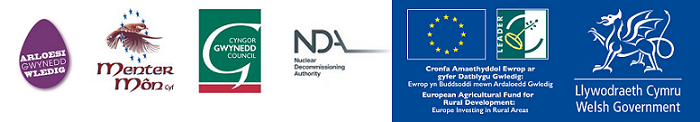 ARLOESI
GWYNEDD
WLEDIG
Menter
Môn Cyf
CYNGOR
GWYNEDD
COUNCIL
NDA
Nuclear
Decommissioning
Authority
LEADER
Cronfa Amaethyddol Ewrop ar
gyfer Datblygu Gwledig:
Ewrop yn Buddsoddi mewn Ardaloedd Gwledig
European Agricultural Fund for
Rural Development:
Europe Investing in Rural Areas
Llywodraeth Cymru
Welsh Government